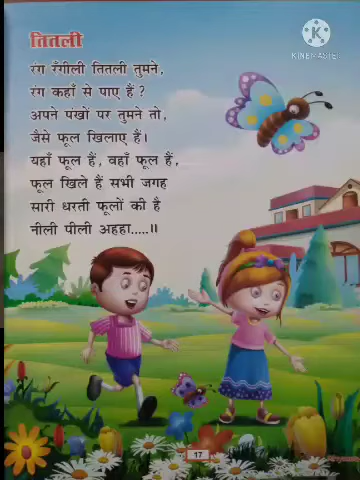 तितली
रंग रँगीली तितली तुमने,
रंग कहाँ से पाए हैं ?
अपने पंखों पर तुमने तो,
जैसे फूल खिलाए हैं।
यहाँ फूल हैं, वहाँ फूल हैं,
फूल खिले हैं सभी जगह
सारी धरती फूलों की है
नीली पीली अहहा.....॥
K
KINEMASTER
17